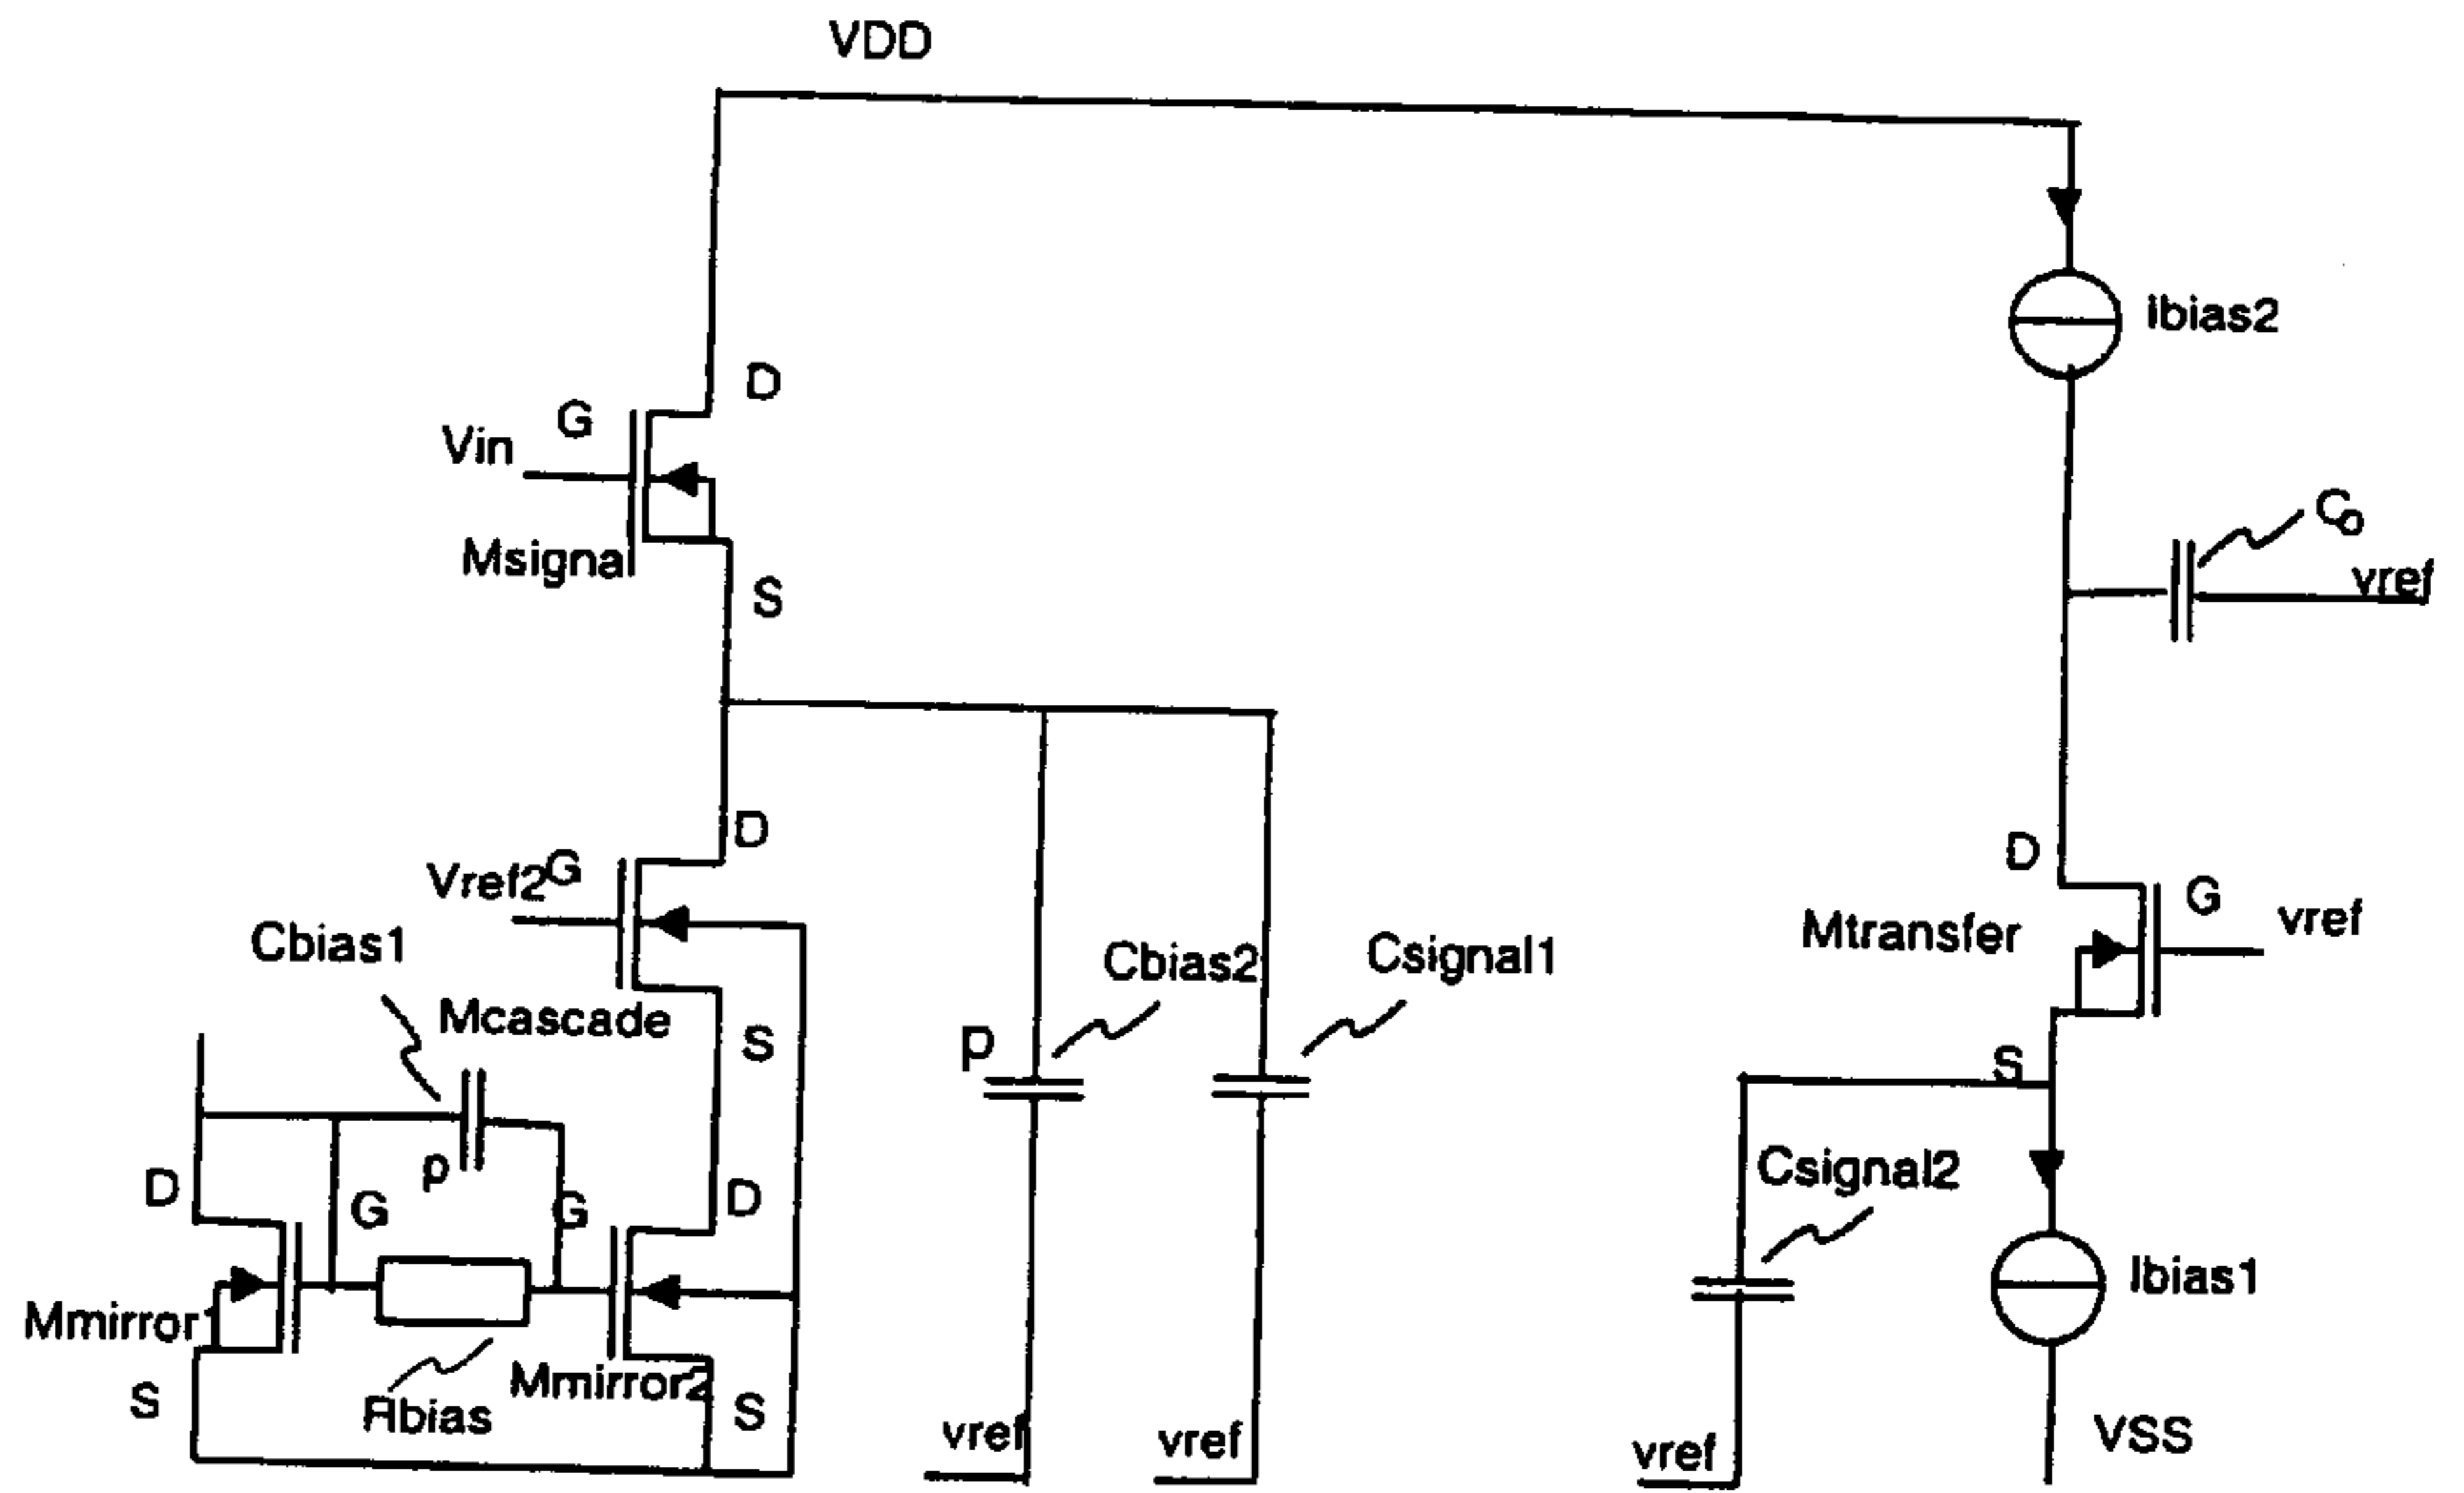 VDD
Ibias2
D
G
Vin
Co
vref
Msignal
S
D
Vref2
G
D
G
vref
Mtransfer
Cbias1
Cbias2
Csignal1
Mcascade
S
p
S
p
D
G
G
D
Csignal2
Ibias1
Mmirror1
Mmirror2
S
Rbias
S
vref
vref
vref
VSS